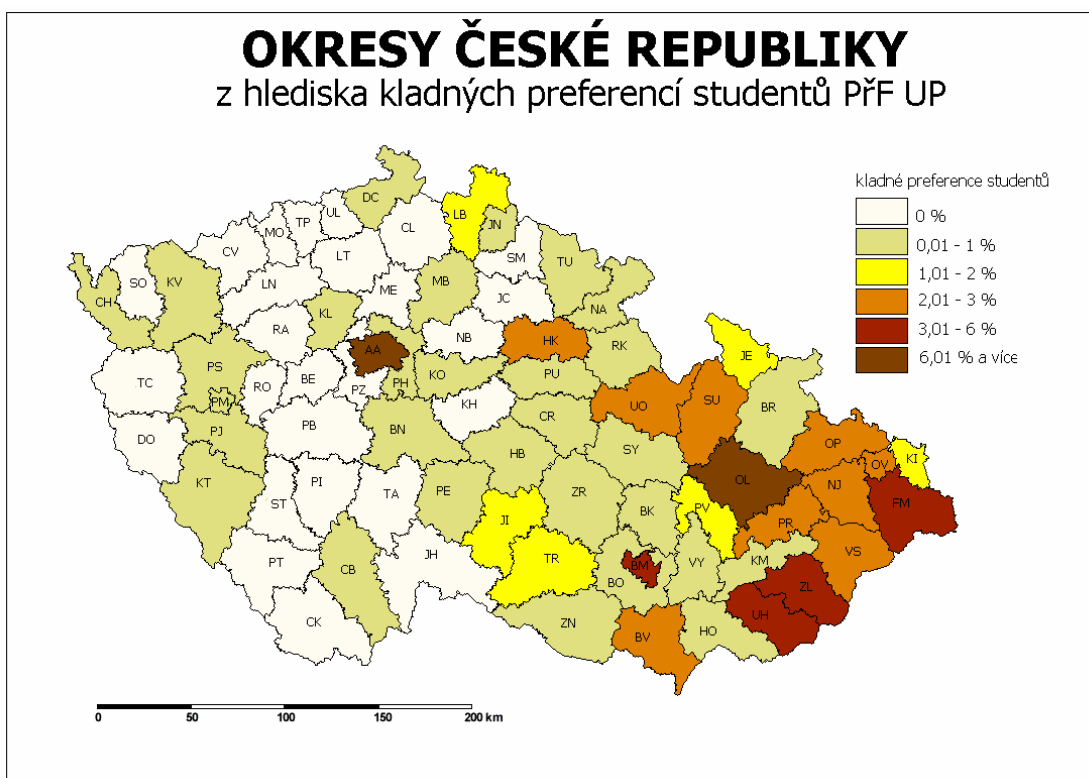 OKRESY ČESKÉ REPUBLIKY
z hlediska kladných preferencí studentů PřF UP
kladné preference studentů
0 %
0,01 - 1 %
1,01 - 2 %
2,01 - 3 %
3,01 - 6 %
6,01 % a více
DC
LB
UL
TP
MO
CL
JN
CV
LT
SM
TU
SO
KV
LN
ME
MB
JC
CH
NA
KL
RA
NB
HK
RK
AA
JE
PS
TC
RO
BE
PZ
PH
KO
PU
PM
KH
UO
SU
BR
DO
PJ
PB
BN
CR
OP
HB
SY
KI
OV
KT
PI
ST
TA
PE
ZR
OL
NJ
FM
JI
BK
PV
PR
PT
JH
TR
CB
BO
BM
VY
KM
VS
ZL
CK
ZN
BV
HO
UH
0 50 100 150 200 km